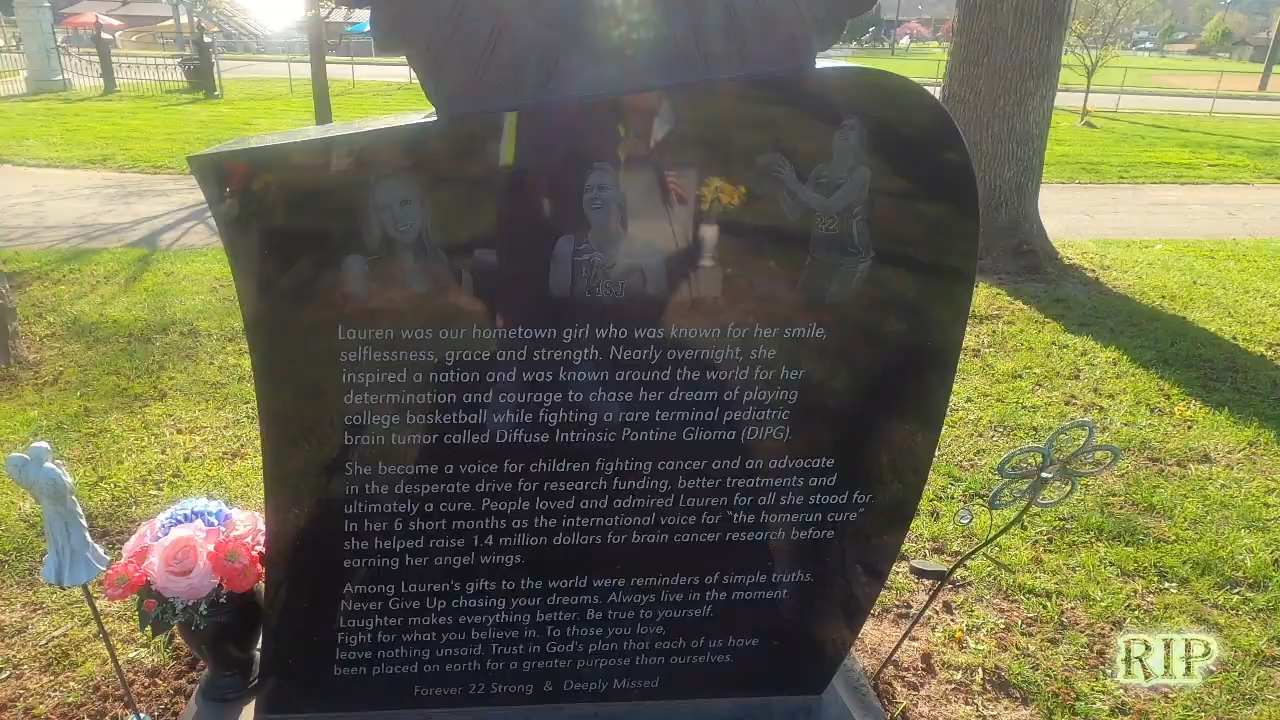 22
MSJ
Lauren was our hometown girl who was known for her smile,
selflessness, grace and strength. Nearly overnight, she
inspired a nation and was known around the world for her
determination and courage to chase her dream of playing
college basketball while fighting a rare terminal pediatric
brain tumor called Diffuse Intrinsic Pontine Glioma (DIPG).
She became a voice for children fighting cancer and an advocate
in the desperate drive for research funding, better treatments and
ultimately a cure. People loved and admired Lauren for all she stood for.
In her 6 short months as the international voice for "the homerun cure"
she helped raise 1.4 million dollars for brain cancer research before
earning her angel wings.
Among Lauren's gifts to the world were reminders of simple truths.
Never Give Up chasing your dreams. Always live in the moment.
Laughter makes everything better. Be true to yourself.
Fight for what you believe in. To those you love,
leave nothing unsaid. Trust in God's plan that each of us have
been placed on earth for a greater purpose than ourselves.
Forever 22 Strong & Deeply Missed
RIP